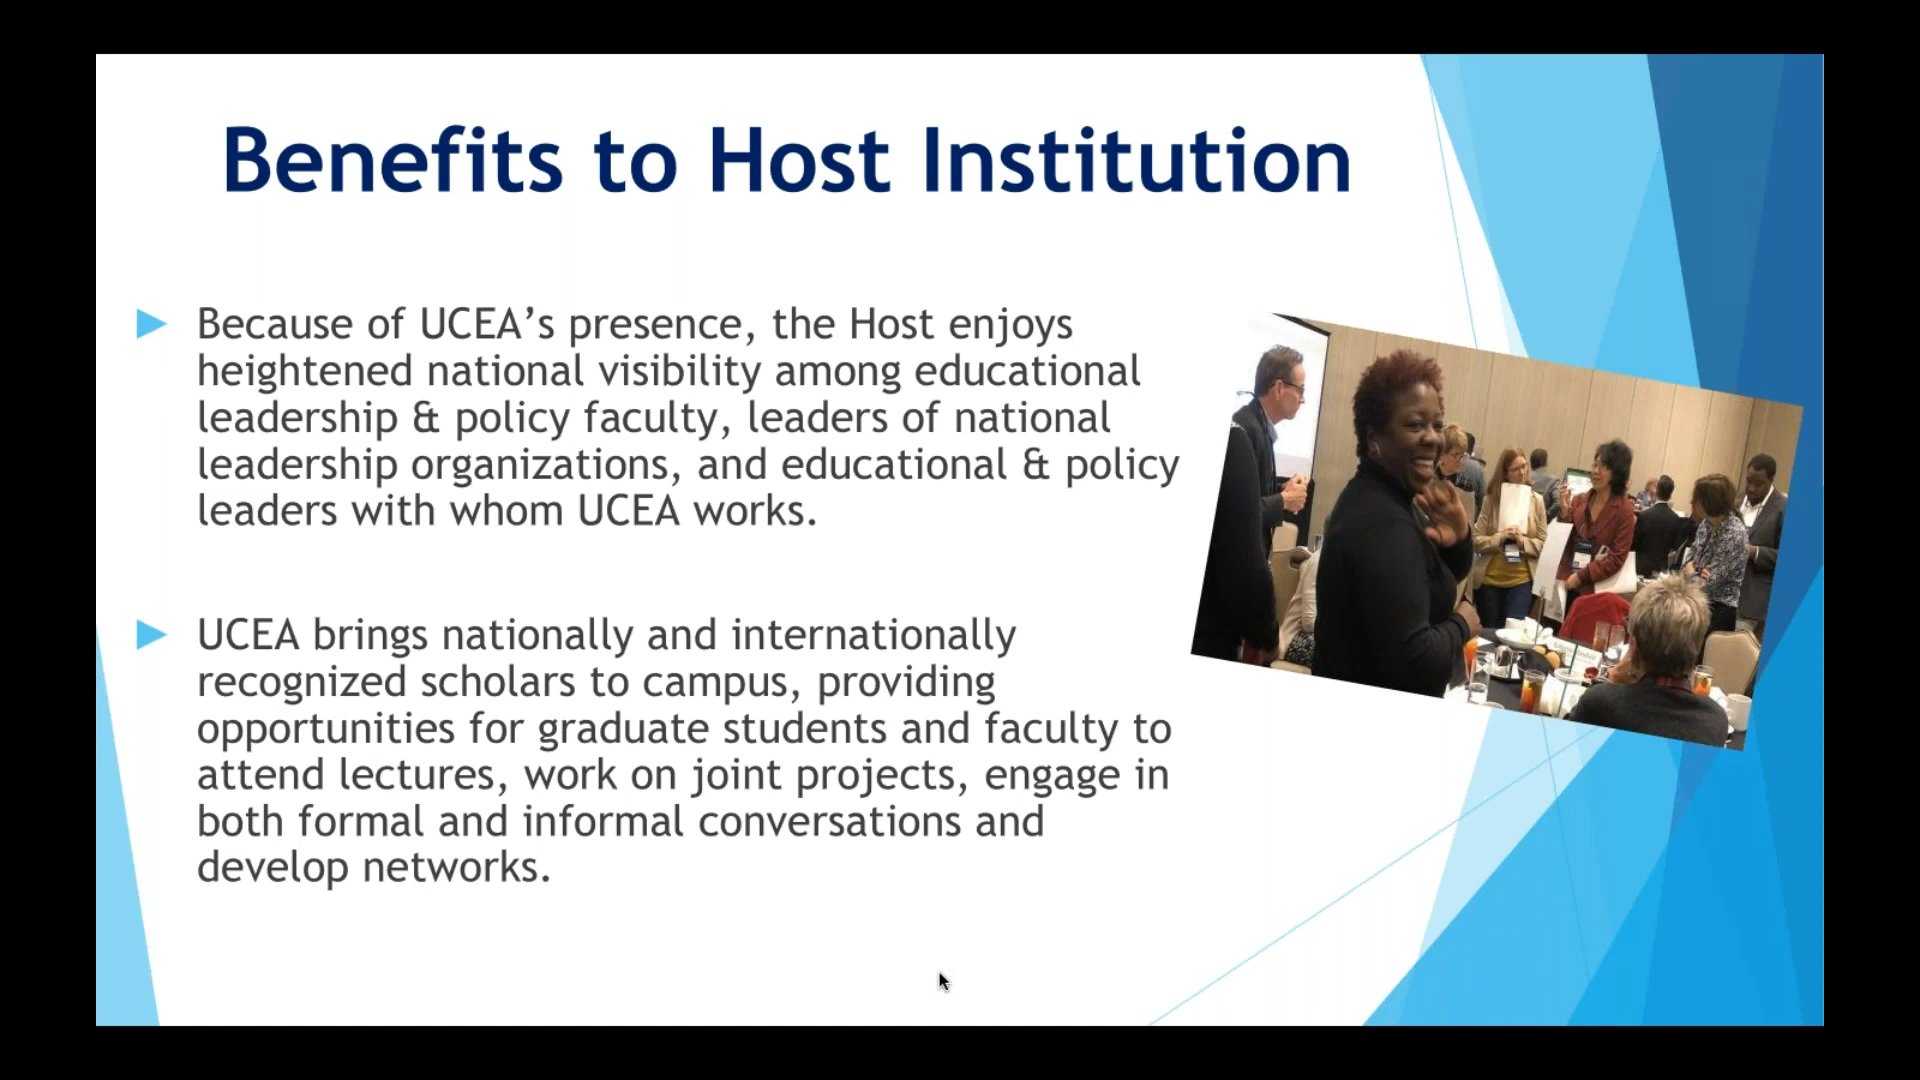 Benefits to Host Institution
Because of UCEA’s presence, the Host enjoys
heightened national visibility among educational
leadership & policy faculty, leaders of national
leadership organizations, and educational & policy
leaders with whom UCEA works.
UCEA brings nationally and internationally
recognized scholars to campus, providing
opportunities for graduate students and faculty to
attend lectures, work on joint projects, engage in
both formal and informal conversations and
develop networks.